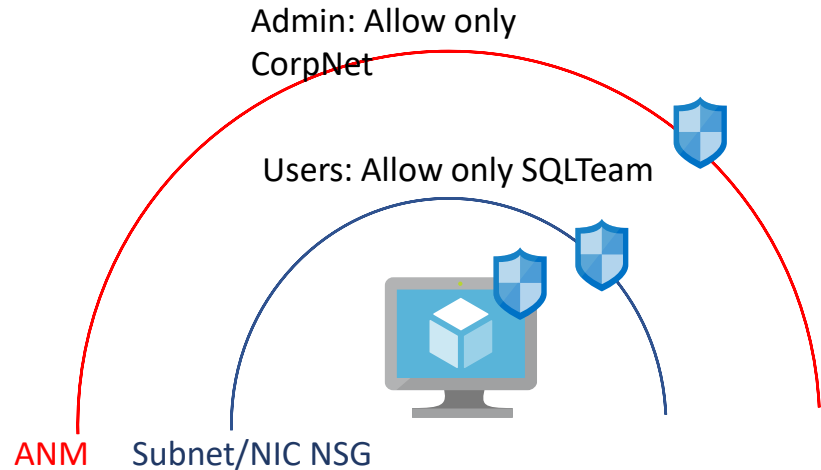 Admin: Allow only
CorpNet
Users: Allow only SQLTeam
ANM
Subnet/NIC NSG